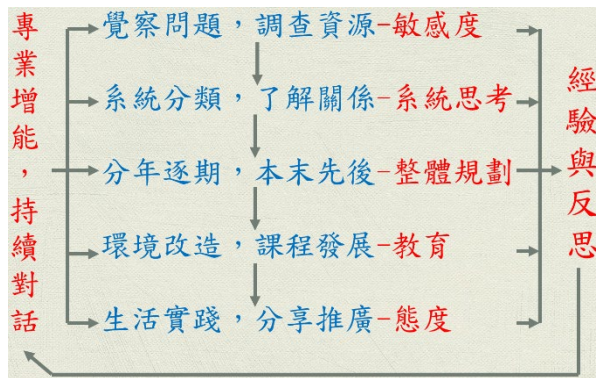 專業增能，持續對話
覺察問題，調查資源-敏感度
系統分類，了解關係-系統思考
分年逐期，本末先後-整體規劃
環境改造，課程發展-教育
生活實踐，分享推廣-態度
經驗與反思